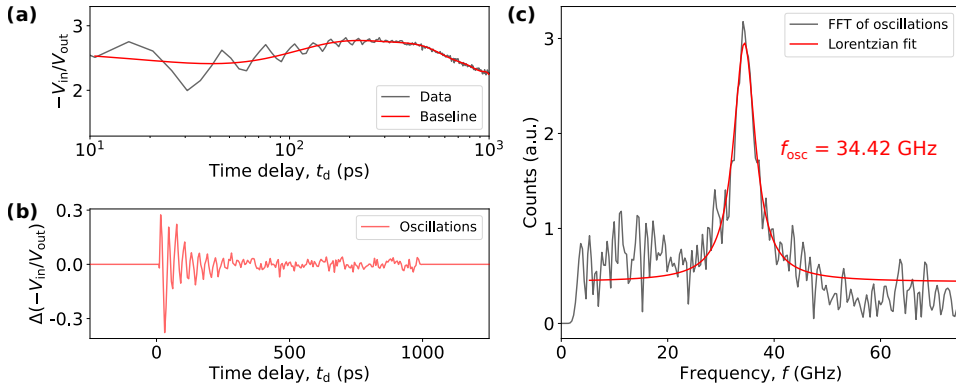 (a)
−V_in/V_out
3
2
10^1
10^2
10^3
Data
Baseline
Time delay, t_d (ps)
(b)
Δ(−V_in/V_out)
0.3
0.0
-0.3
Oscillations
0
500
1000
Time delay, t_d (ps)
(c)
Counts (a.u.)
3
2
1
0
FFT of oscillations
Lorentzian fit
f_osc = 34.42 GHz
0
20
40
60
Frequency, f (GHz)